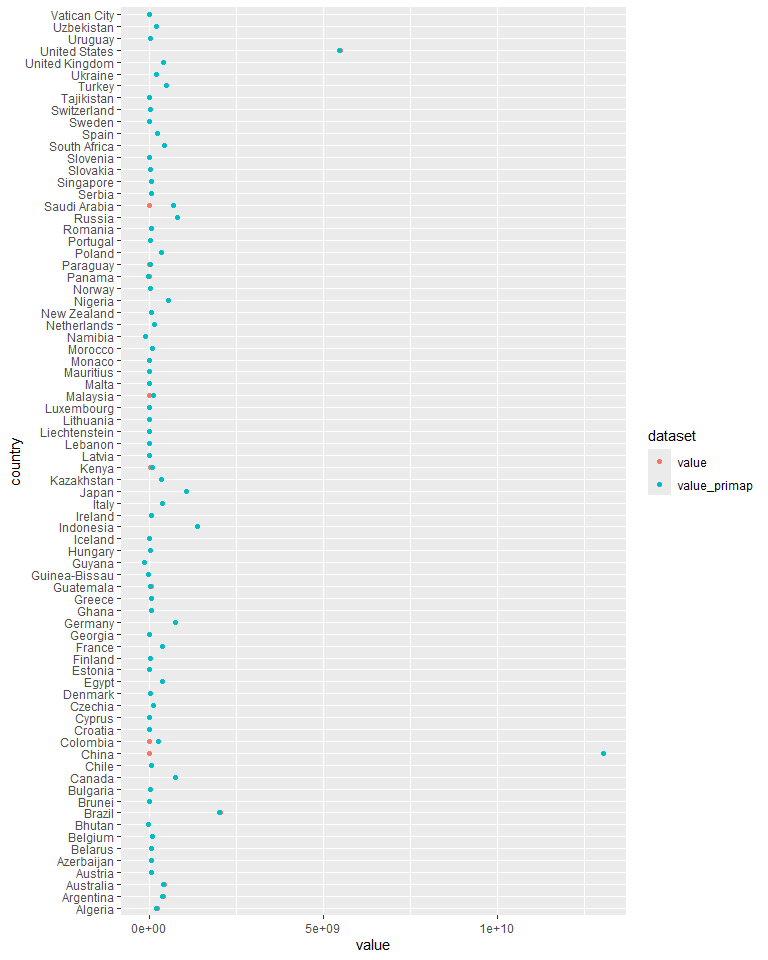 Vatican City
Uzbekistan
Uruguay
United States
United Kingdom
Ukraine
Turkey
Tajikistan
Switzerland
Sweden
Spain
South Africa
Slovenia
Slovakia
Singapore
Serbia
Saudi Arabia
Russia
Romania
Portugal
Poland
Paraguay
Panama
Norway
Nigeria
New Zealand
Netherlands
Namibia
Morocco
Monaco
Mauritius
Malta
Malaysia
Luxembourg
Lithuania
Liechtenstein
Lebanon
Latvia
Kenya
Kazakhstan
Japan
Italy
Ireland
Indonesia
Iceland
Hungary
Guyana
Guinea-Bissau
Guatemala
Greece
Ghana
Germany
Georgia
France
Finland
Estonia
Egypt
Denmark
Czechia
Cyprus
Croatia
Colombia
China
Chile
Canada
Bulgaria
Brunei
Brazil
Bhutan
Belgium
Belarus
Azerbaijan
Austria
Australia
Argentina
Algeria
country
0e+00 5e+09 1e+10
value
dataset
value
value_primap